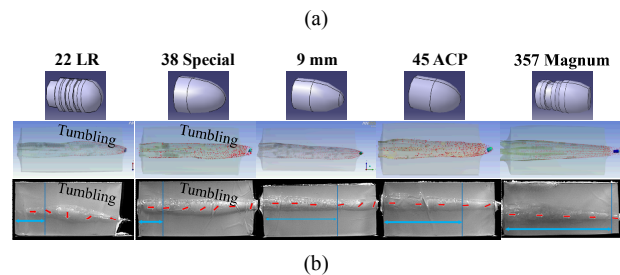 (a)
22 LR 38 Special 9 mm 45 ACP 357 Magnum
Tumbling Tumbling
Tumbling Tumbling
(b)